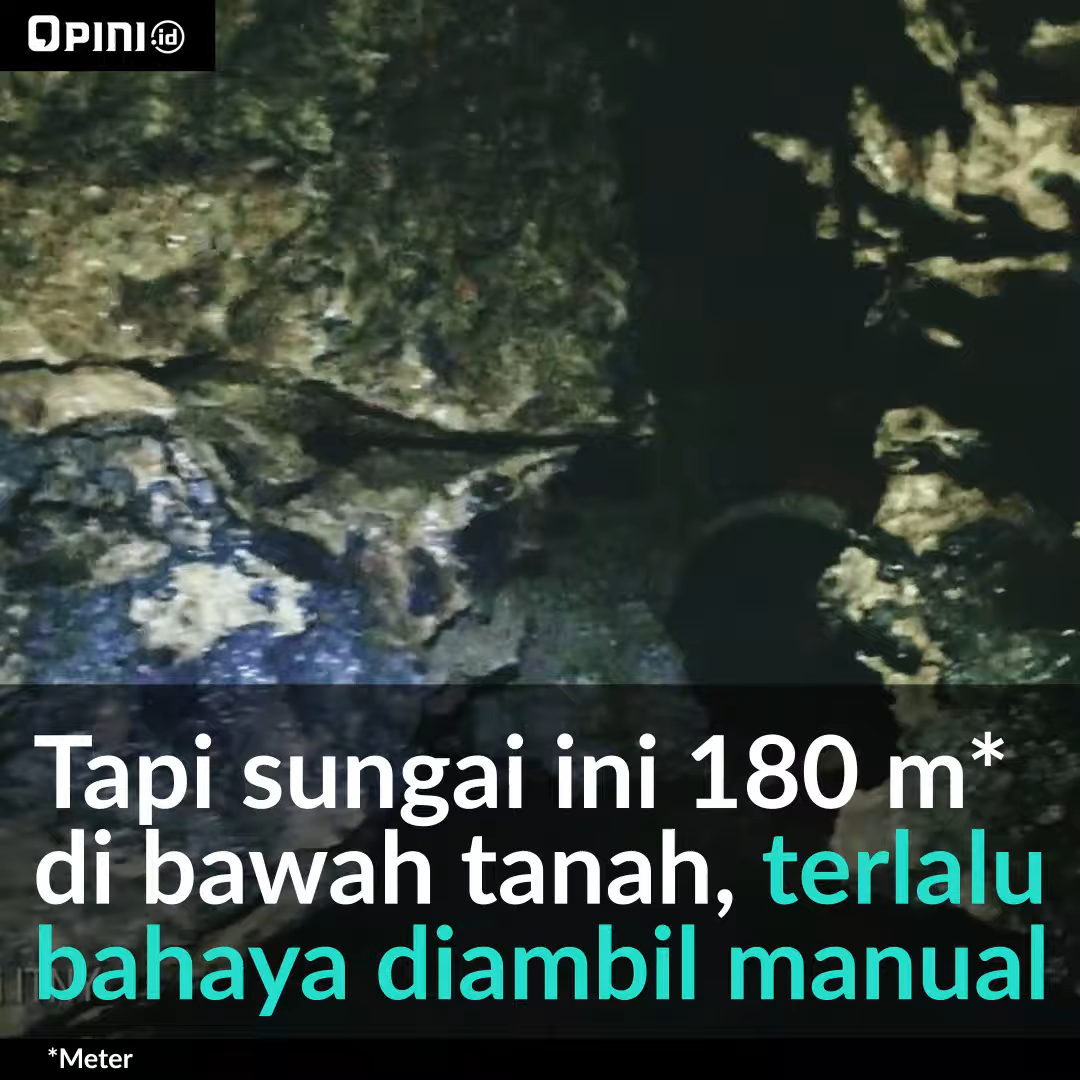 OPINI.id
Tapi sungai ini 180 m*
di bawah tanah, terlalu
bahaya diambil manual
*Meter